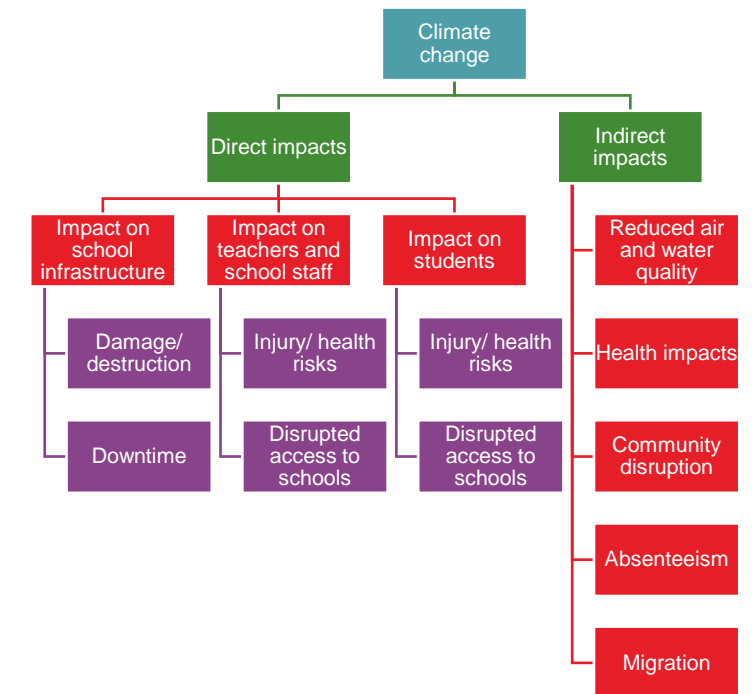 Climate
change
Direct impacts
Indirect
impacts
Impact on
school
infrastructure
Impact on
teachers and
school staff
Impact on
students
Reduced air
and water
quality
Damage/
destruction
Injury/ health
risks
Injury/ health
risks
Health impacts
Downtime
Disrupted
access to
schools
Disrupted
access to
schools
Community
disruption
Absenteeism
Migration